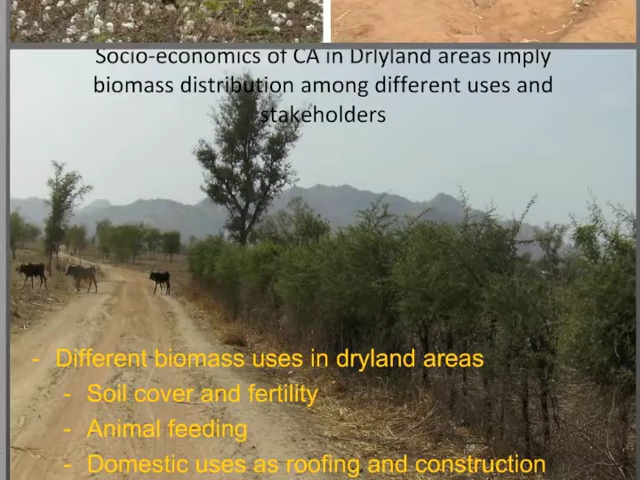 Socio-economics of CA in Drlyland areas imply
biomass distribution among different uses and
stakeholders
- Different biomass uses in dryland areas
- Soil cover and fertility
- Animal feeding
- Domestic uses as roofing and construction